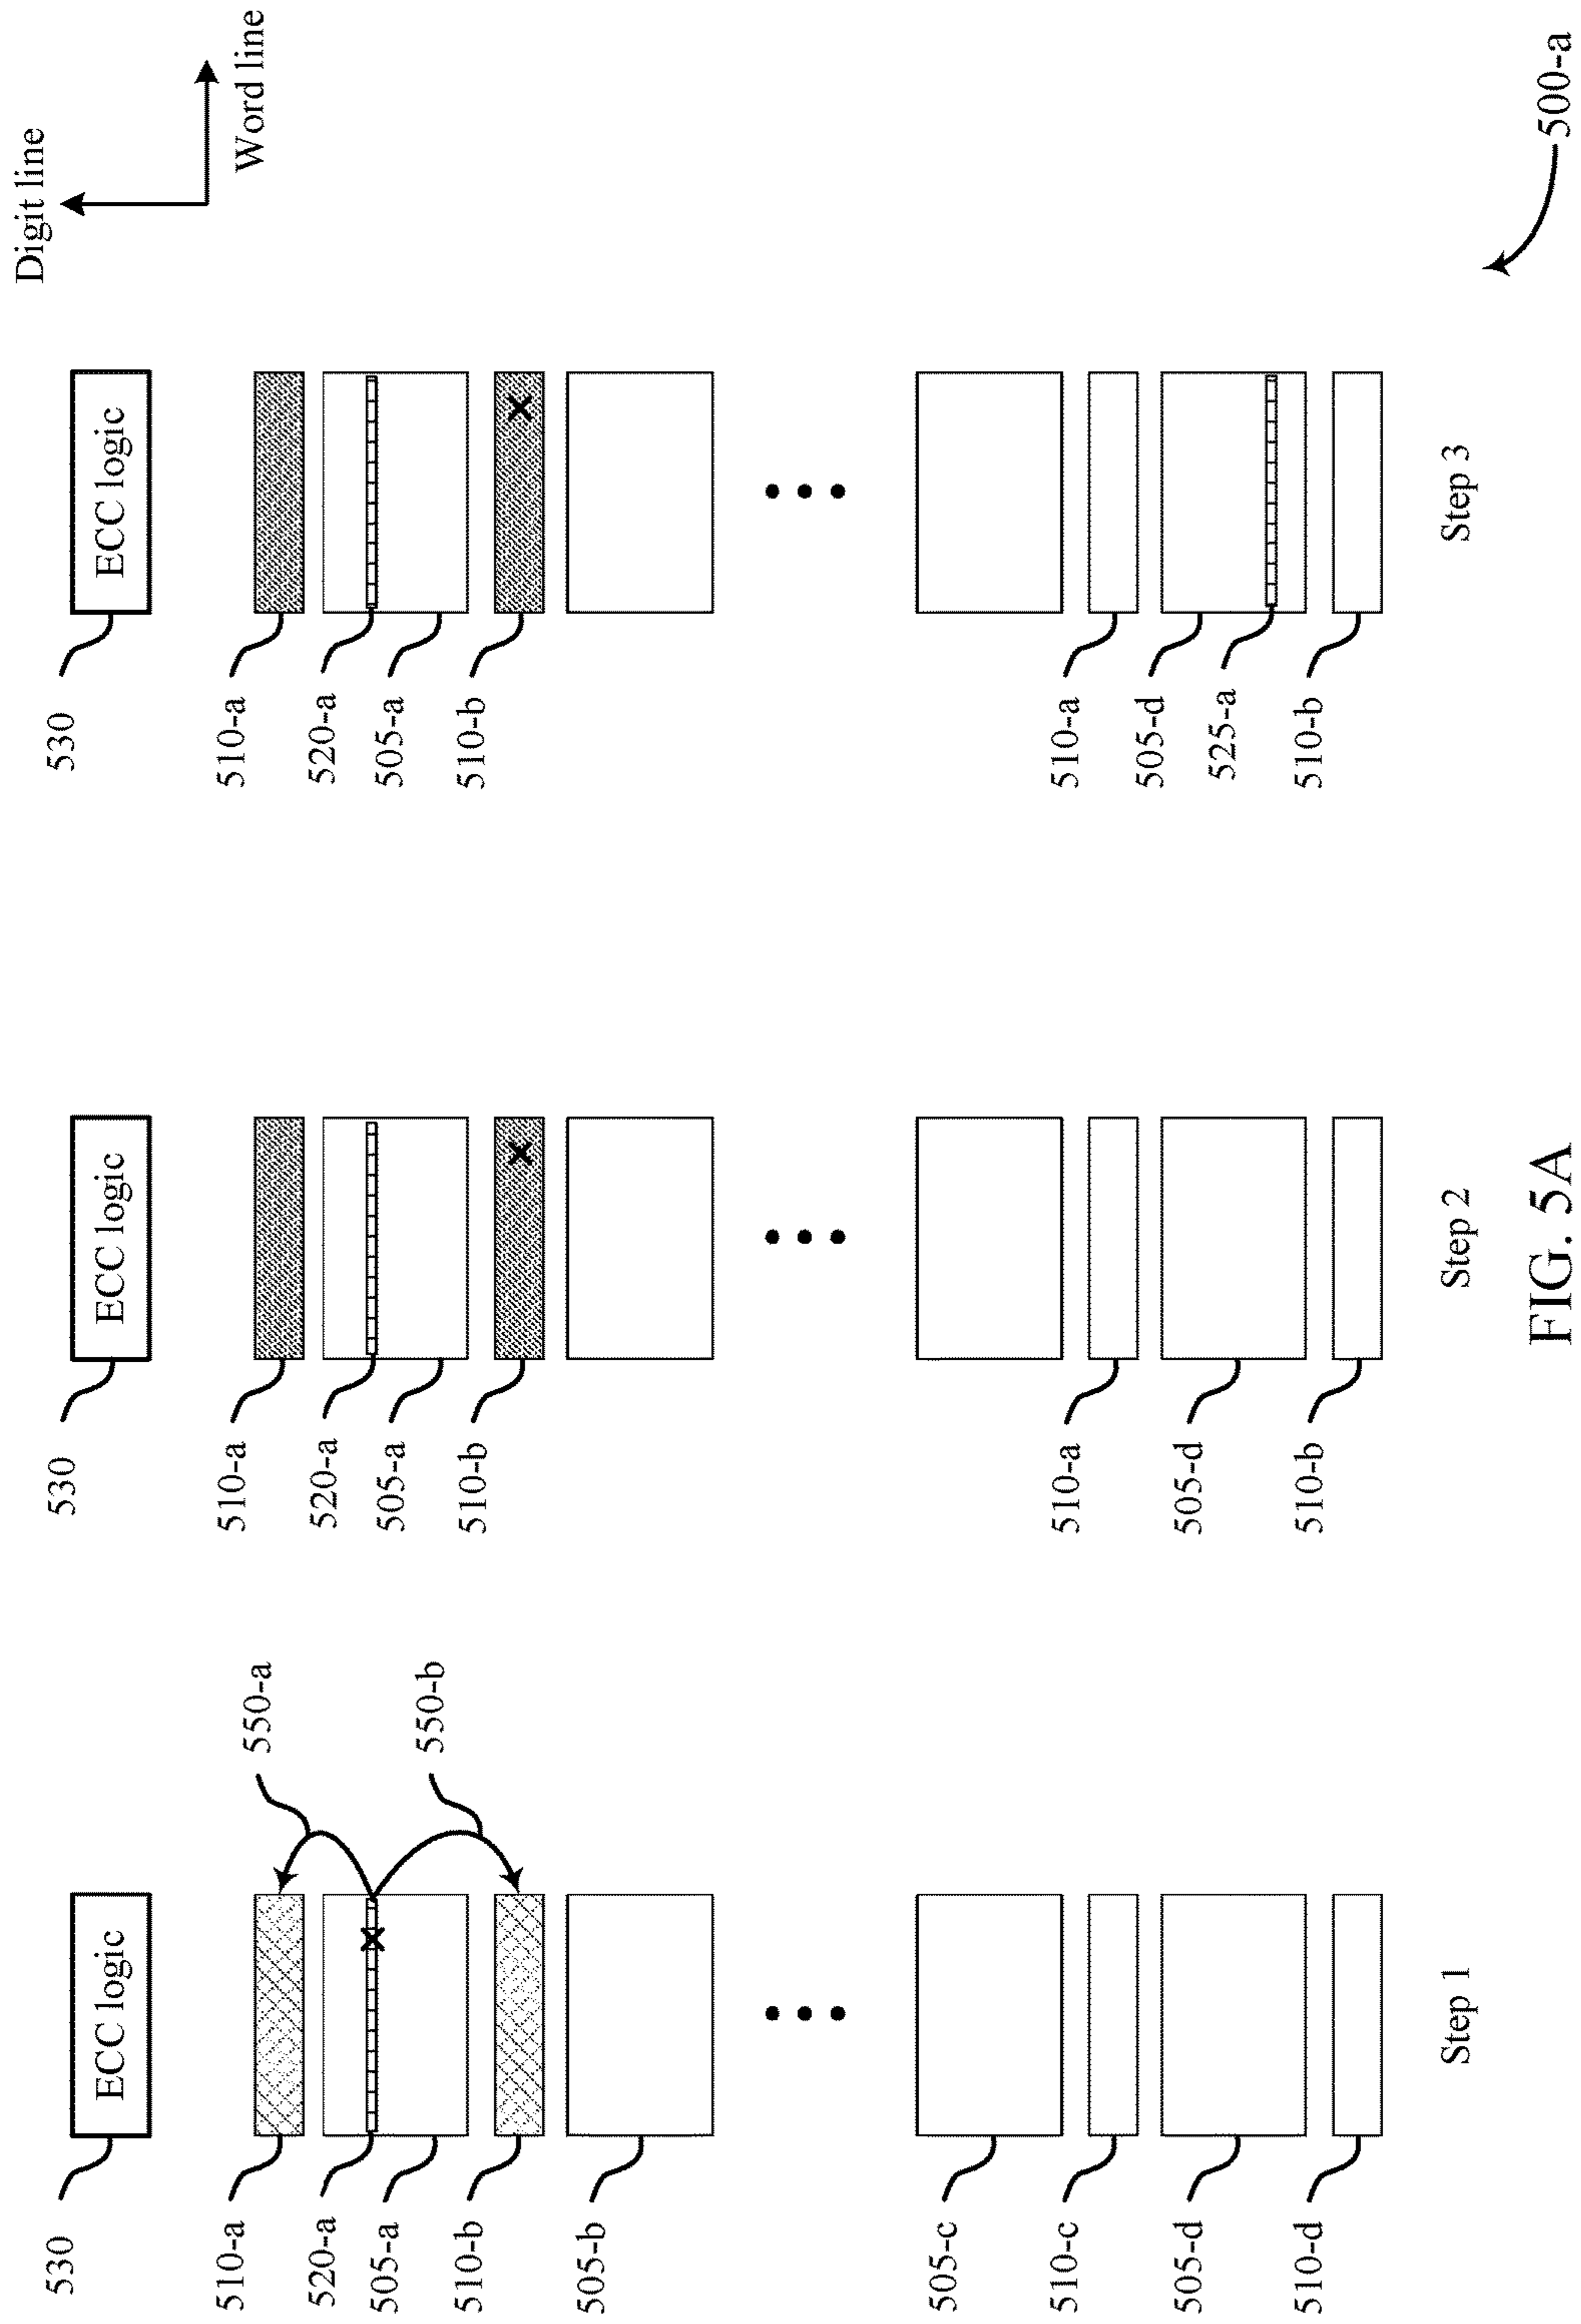 Digit line
Word line
530
ECC logic
510-a
520-a
505-a
510-b
505-b
550-a
550-b
505-c
510-c
505-d
510-d
Step 1
530
ECC logic
510-a
520-a
505-a
510-b
510-a
505-d
510-b
Step 2
530
ECC logic
510-a
520-a
505-a
510-b
510-a
505-d
525-a
510-b
Step 3
500-a
FIG. 5A